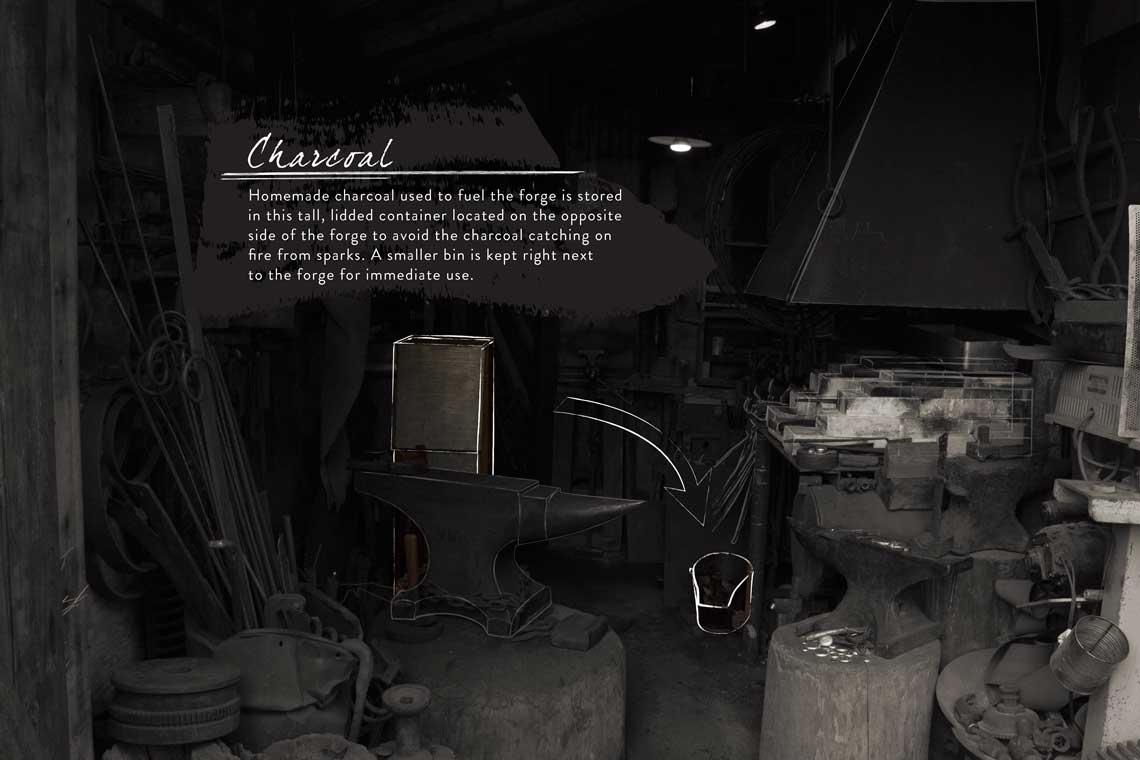 Charcoal
Homemade charcoal used to fuel the forge is stored
in this tall, lidded container located on the opposite
side of the forge to avoid the charcoal catching on
fire from sparks. A smaller bin is kept right next
to the forge for immediate use.